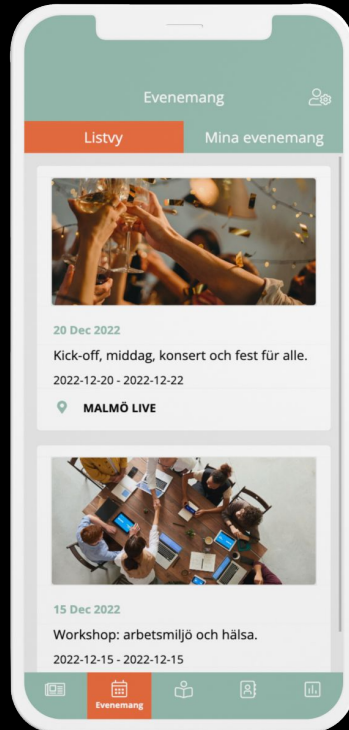 Evenemang
Listvy
Mina evenemang
20 Dec 2022
Kick-off, middag, konsert och fest für alle.
2022-12-20 - 2022-12-22
MALMÖ LIVE
15 Dec 2022
Workshop: arbetsmiljö och hälsa.
2022-12-15 - 2022-12-15
Evenemang